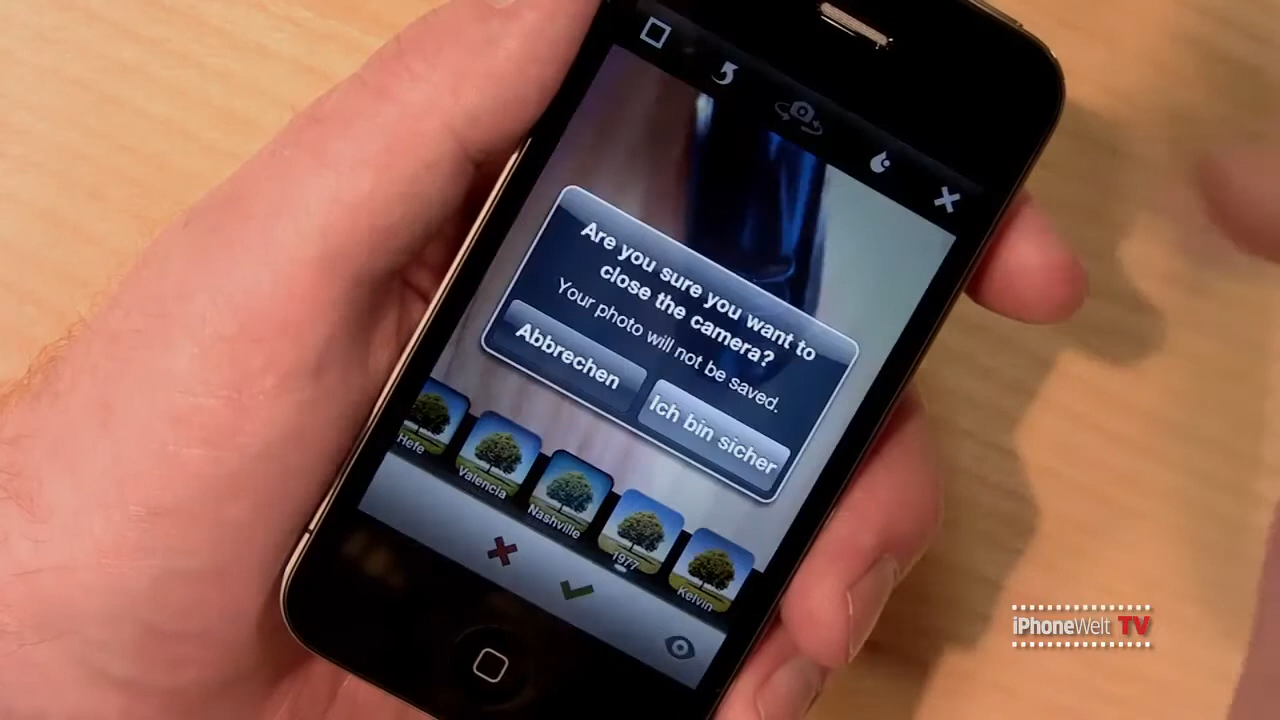 Are you sure you want to
close the camera?
Your photo will not be saved.
Abbrechen
Ich bin sicher
Hefe
Valencia
Nashville
1977
Kelvin
iPhoneWelt TV